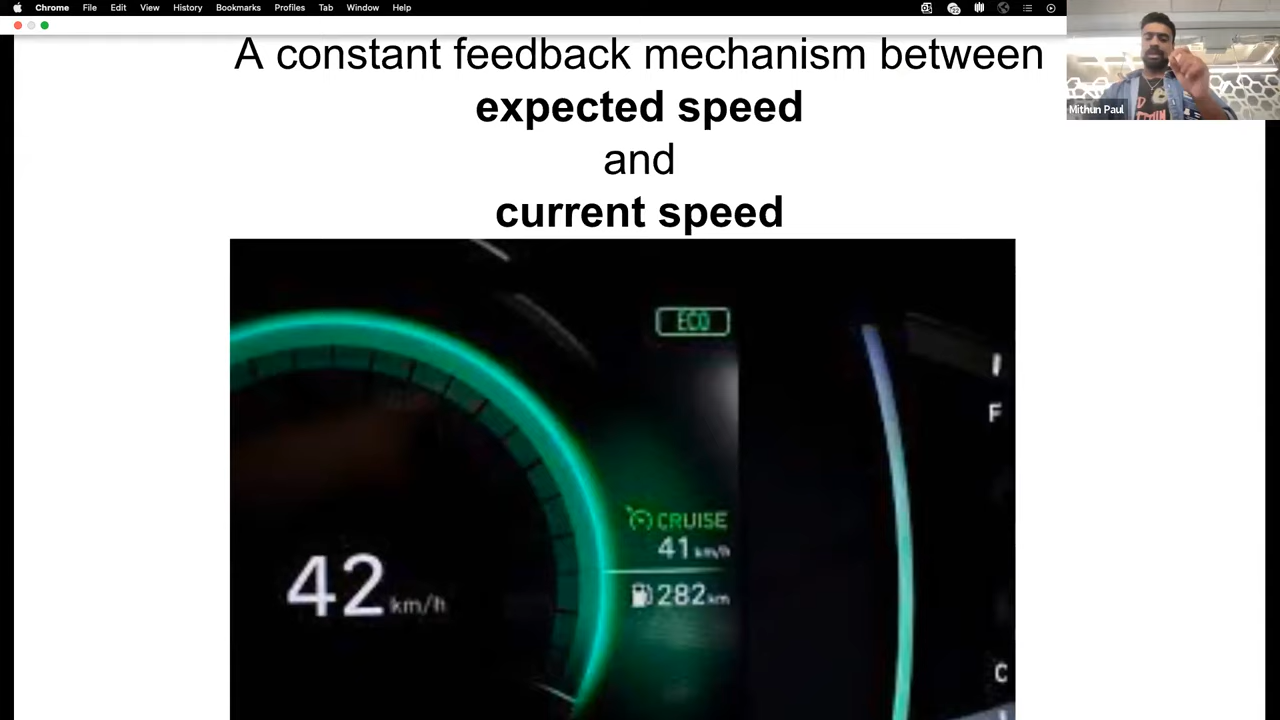 Chrome File Edit View History Bookmarks Profiles Tab Window Help
A constant feedback mechanism between
expected speed
and
current speed
Mithun Paul
ECO
F
CRUISE
41 km/h
42 km/h
282 km
C